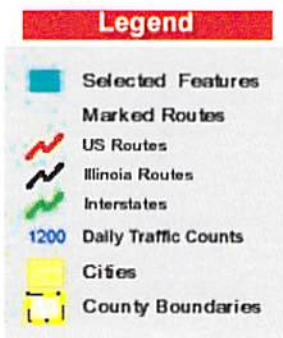 Legend
Selected Features
Marked Routes
US Routes
Illinoia Routes
Interstates
1200 Daily Traffic Counts
Cities
County Boundaries